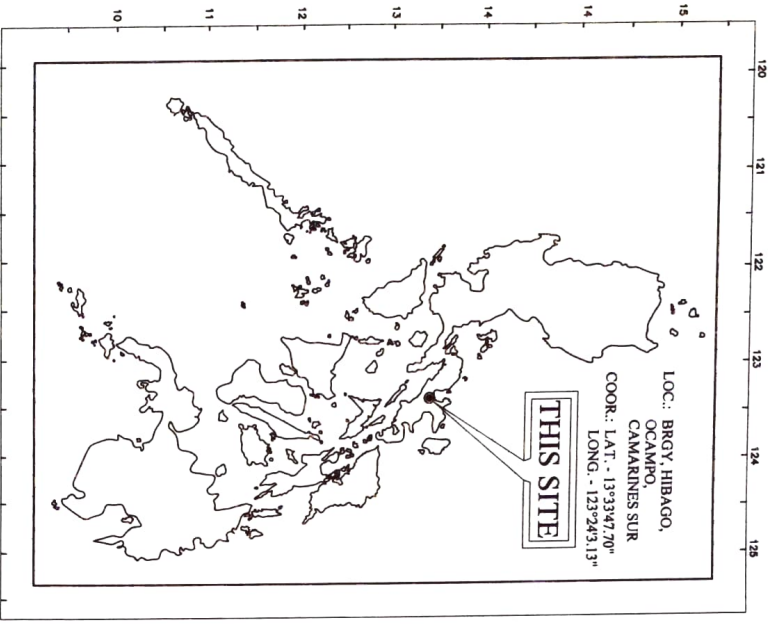 10 11 12 13 14 15
120
121
122
123
124
125
LOC.: BRGY, HIBAGO,
OCAMPO,
CAMARINES SUR
COOR.: LAT. - 13°33'47.70"
LONG. - 123°24'3.13"
THIS SITE